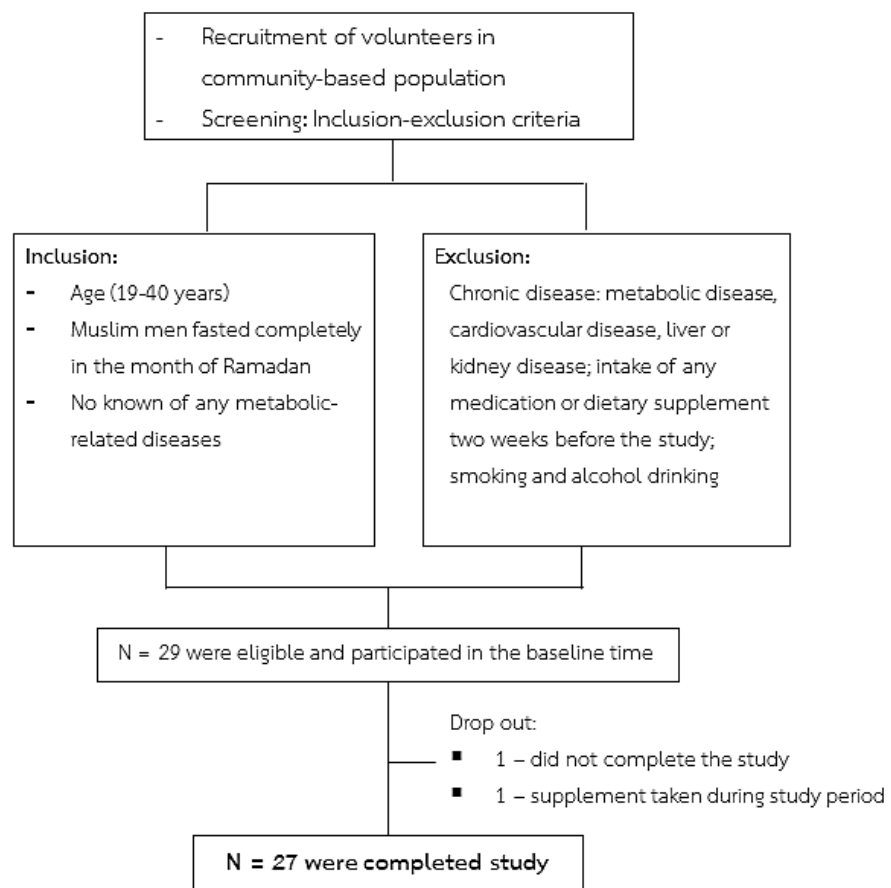 - Recruitment of volunteers in
community-based population
- Screening: Inclusion-exclusion criteria
Inclusion:
- Age (19-40 years)
- Muslim men fasted completely
in the month of Ramadan
- No known of any metabolic-
related diseases
Exclusion:
Chronic disease: metabolic disease,
cardiovascular disease, liver or
kidney disease; intake of any
medication or dietary supplement
two weeks before the study;
smoking and alcohol drinking
N = 29 were eligible and participated in the baseline time
Drop out:
▪ 1 – did not complete the study
▪ 1 – supplement taken during study period
N = 27 were completed study